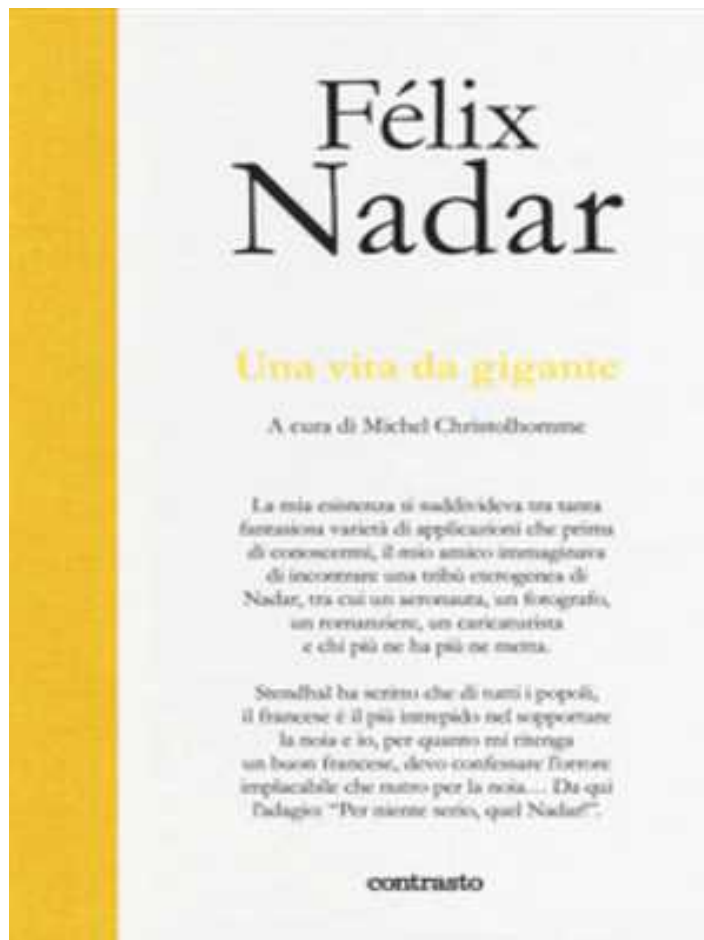 Félix
Nadar
Una vita da gigante
A cura di Michel Christolhomme
La mia esistenza si suddivideva tra tanta
fantasiosa varietà di applicazioni che prima
di conoscermi, il mio amico immaginava
di incontrare una tribù eterogenea di
Nadar, tra cui un aeronauta, un fotografo,
un romanziere, un caricaturista
e chi più ne ha più ne metta.
Stendhal ha scritto che di tutti i popoli,
il francese è il più intrepido nel sopportare
la noia e io, per quanto mi ritenga
un buon francese, devo confessare l'orrore
implacabile che nutro per la noia... Da qui
l'adagio: "Per niente serio, quel Nadar!".
contrasto